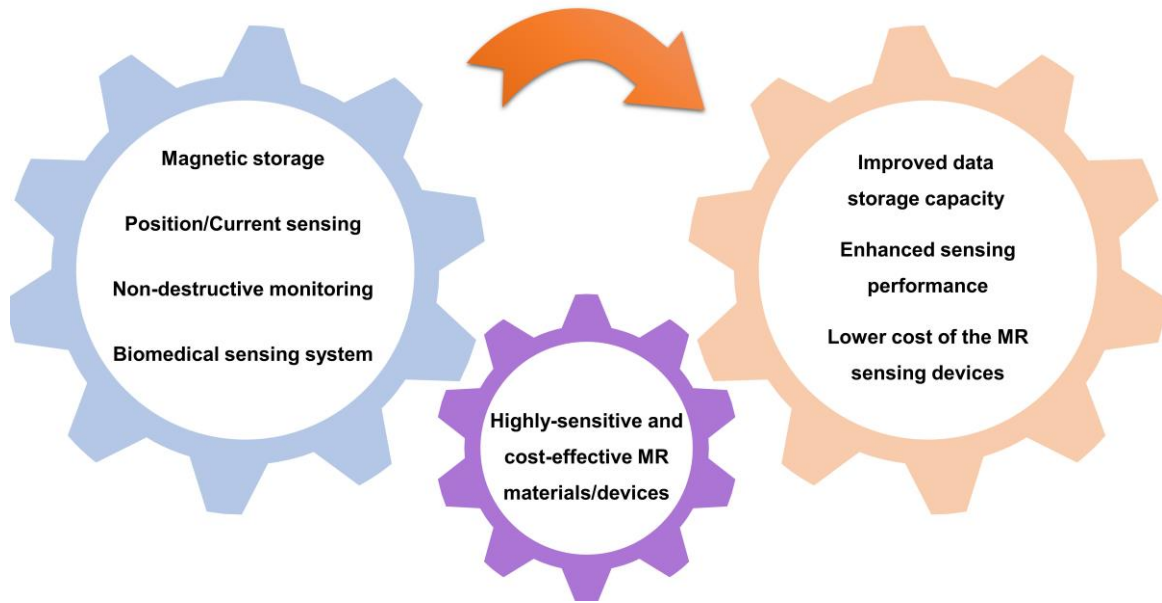 Magnetic storage
Position/Current sensing
Non-destructive monitoring
Biomedical sensing system
Highly-sensitive and
cost-effective MR
materials/devices
Improved data
storage capacity
Enhanced sensing
performance
Lower cost of the MR
sensing devices